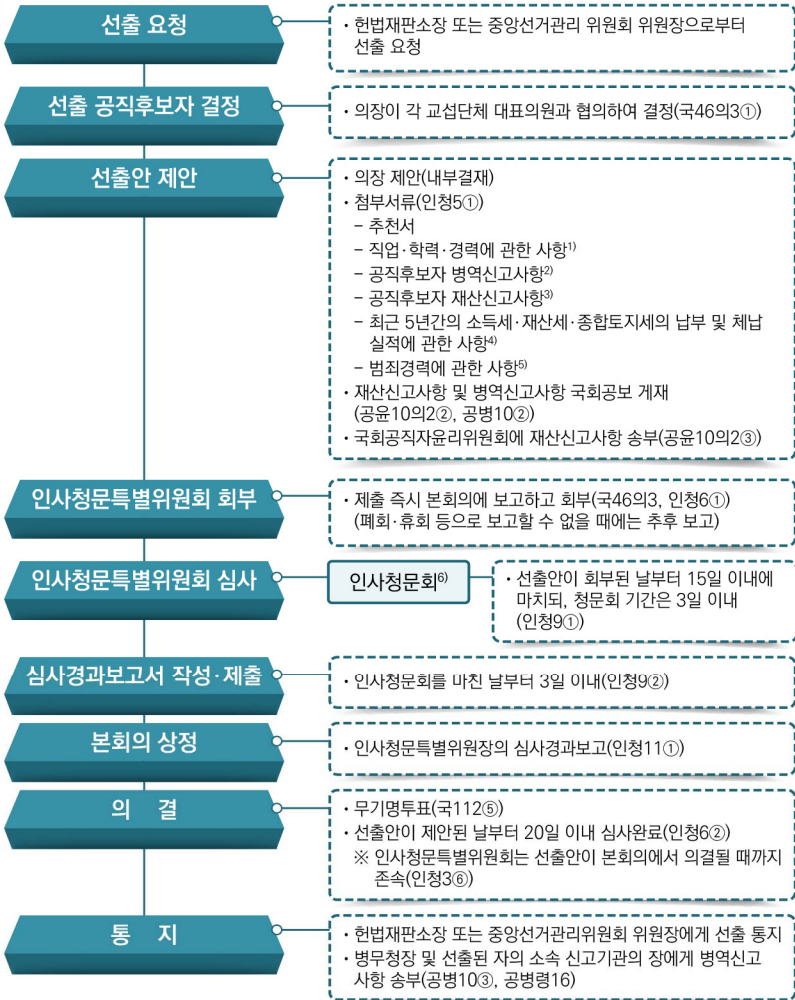 선출 요청
· 헌법재판소장 또는 중앙선거관리 위원회 위원장으로부터
선출 요청
선출 공직후보자 결정
· 의장이 각 교섭단체 대표의원과 협의하여 결정(국46의3①)
선출안 제안
· 의장 제안(내부결재)
· 첨부서류(인청5①)
– 추천서
– 직업·학력·경력에 관한 사항1)
– 공직후보자 병역신고사항2)
– 공직후보자 재산신고사항3)
– 최근 5년간의 소득세·재산세·종합토지세의 납부 및 체납
실적에 관한 사항4)
– 범죄경력에 관한 사항5)
· 재산신고사항 및 병역신고사항 국회공보 게재
(공윤10의2②, 공병10②)
· 국회공직자윤리위원회에 재산신고사항 송부(공윤10의2③)
인사청문특별위원회 회부
· 제출 즉시 본회의에 보고하고 회부(국46의3, 인청6①)
(폐회·휴회 등으로 보고할 수 없을 때에는 추후 보고)
인사청문특별위원회 심사
인사청문회6)
· 선출안이 회부된 날부터 15일 이내에
마치되, 청문회 기간은 3일 이내
(인청9①)
심사경과보고서 작성·제출
· 인사청문회를 마친 날부터 3일 이내(인청9②)
본회의 상정
· 인사청문특별위원장의 심사경과보고(인청11①)
의 결
· 무기명투표(국112⑤)
· 선출안이 제안된 날부터 20일 이내 심사완료(인청6②)
※ 인사청문특별위원회는 선출안이 본회의에서 의결될 때까지
존속(인청3⑥)
통 지
· 헌법재판소장 또는 중앙선거관리위원회 위원장에게 선출 통지
· 병무청장 및 선출된 자의 소속 신고기관의 장에게 병역신고
사항 송부(공병10③, 공병령16)